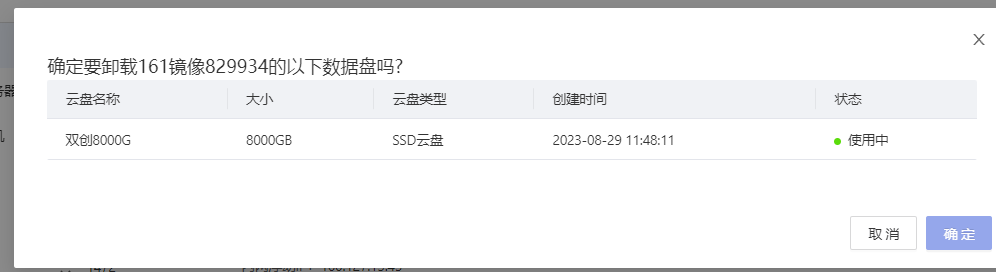 确定要卸载161镜像829934的以下数据盘吗?
云盘名称 大小 云盘类型 创建时间 状态
双创8000G 8000GB SSD云盘 2023-08-29 11:48:11 使用中
取消 确定